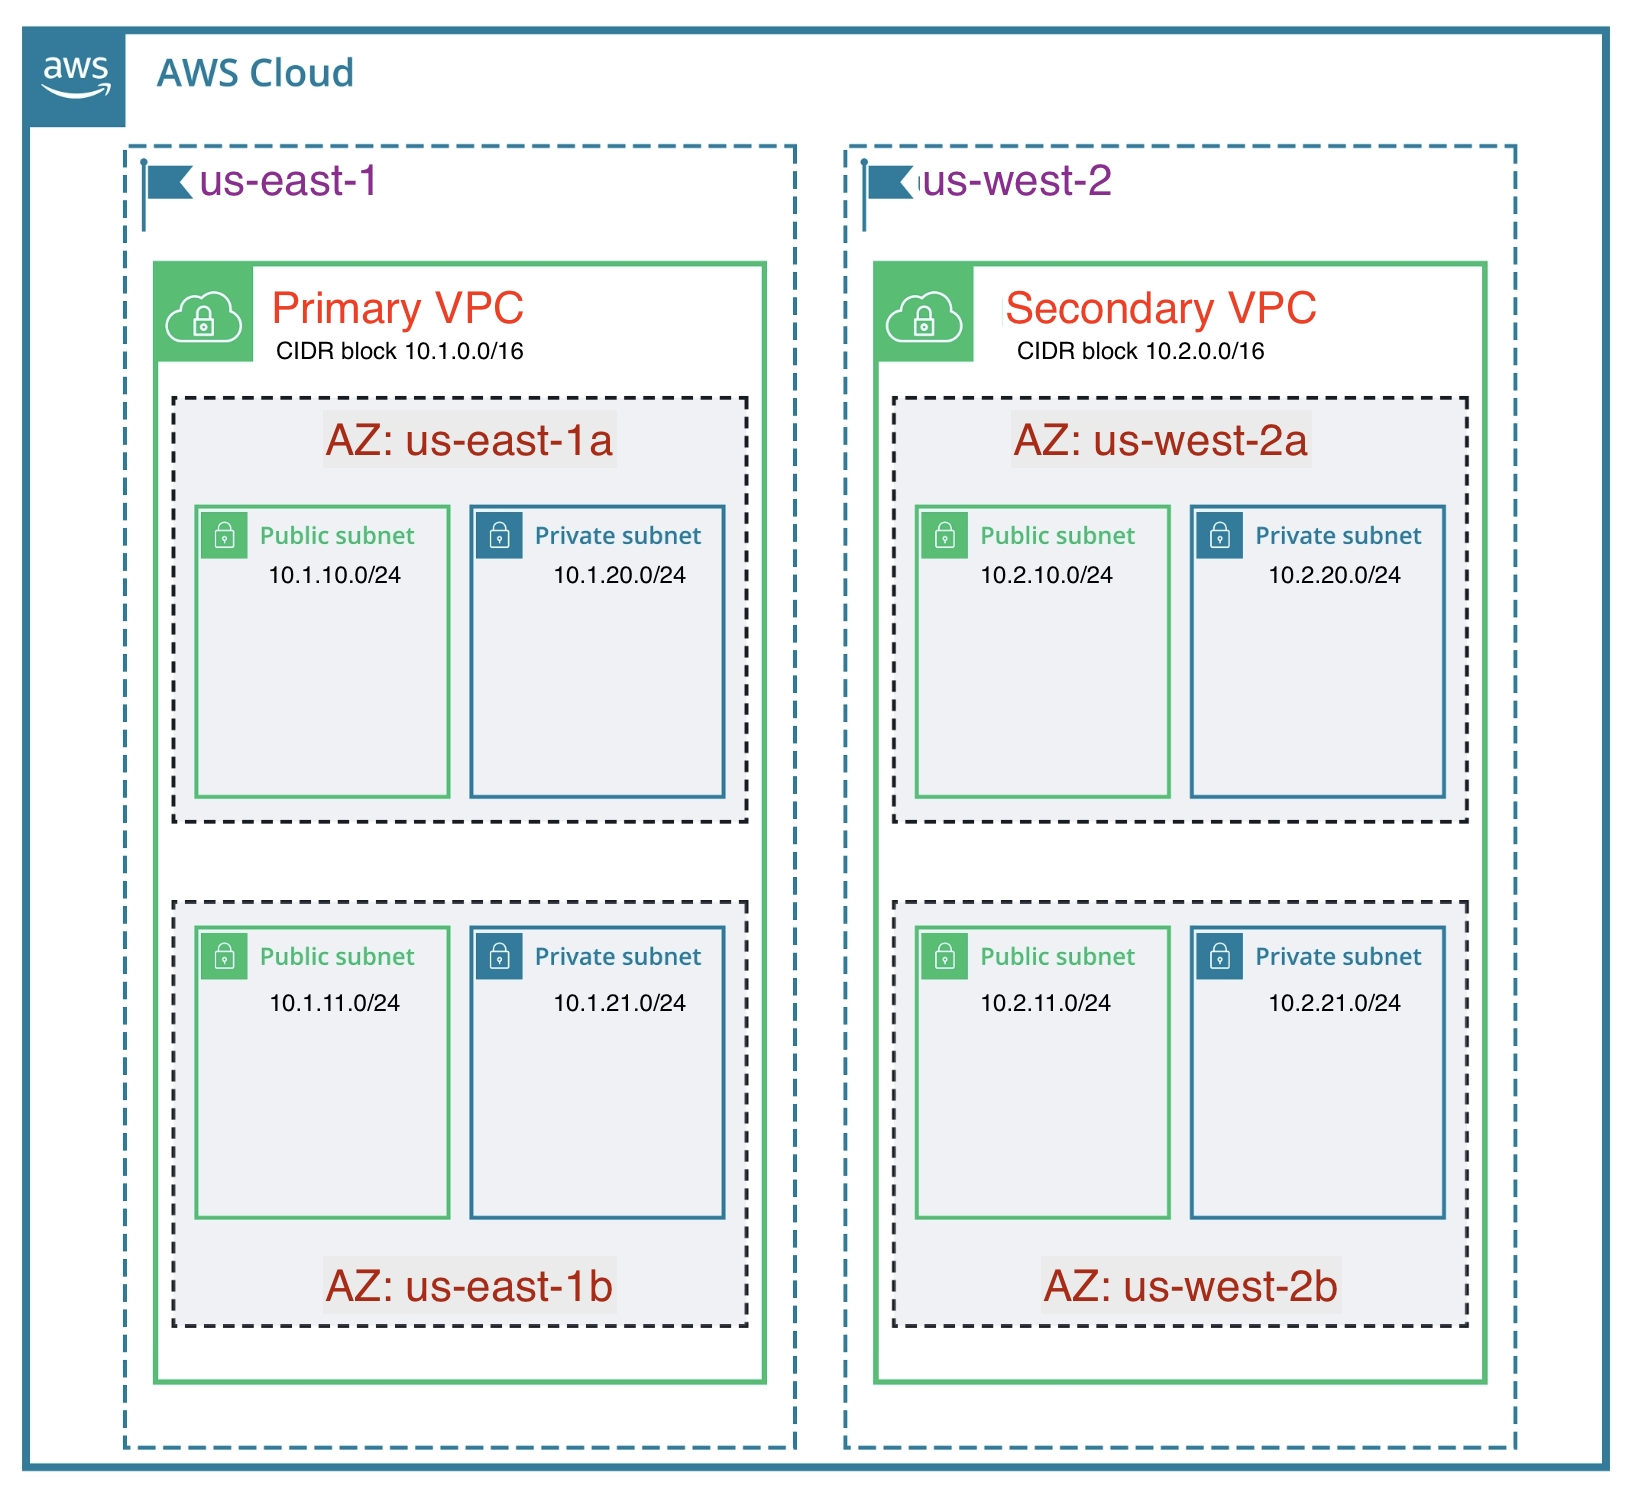 aws
AWS Cloud
us-east-1
Primary VPC
CIDR block 10.1.0.0/16
AZ: us-east-1a
Public subnet
10.1.10.0/24
Private subnet
10.1.20.0/24
Public subnet
10.1.11.0/24
Private subnet
10.1.21.0/24
AZ: us-east-1b
us-west-2
Secondary VPC
CIDR block 10.2.0.0/16
AZ: us-west-2a
Public subnet
10.2.10.0/24
Private subnet
10.2.20.0/24
Public subnet
10.2.11.0/24
Private subnet
10.2.21.0/24
AZ: us-west-2b